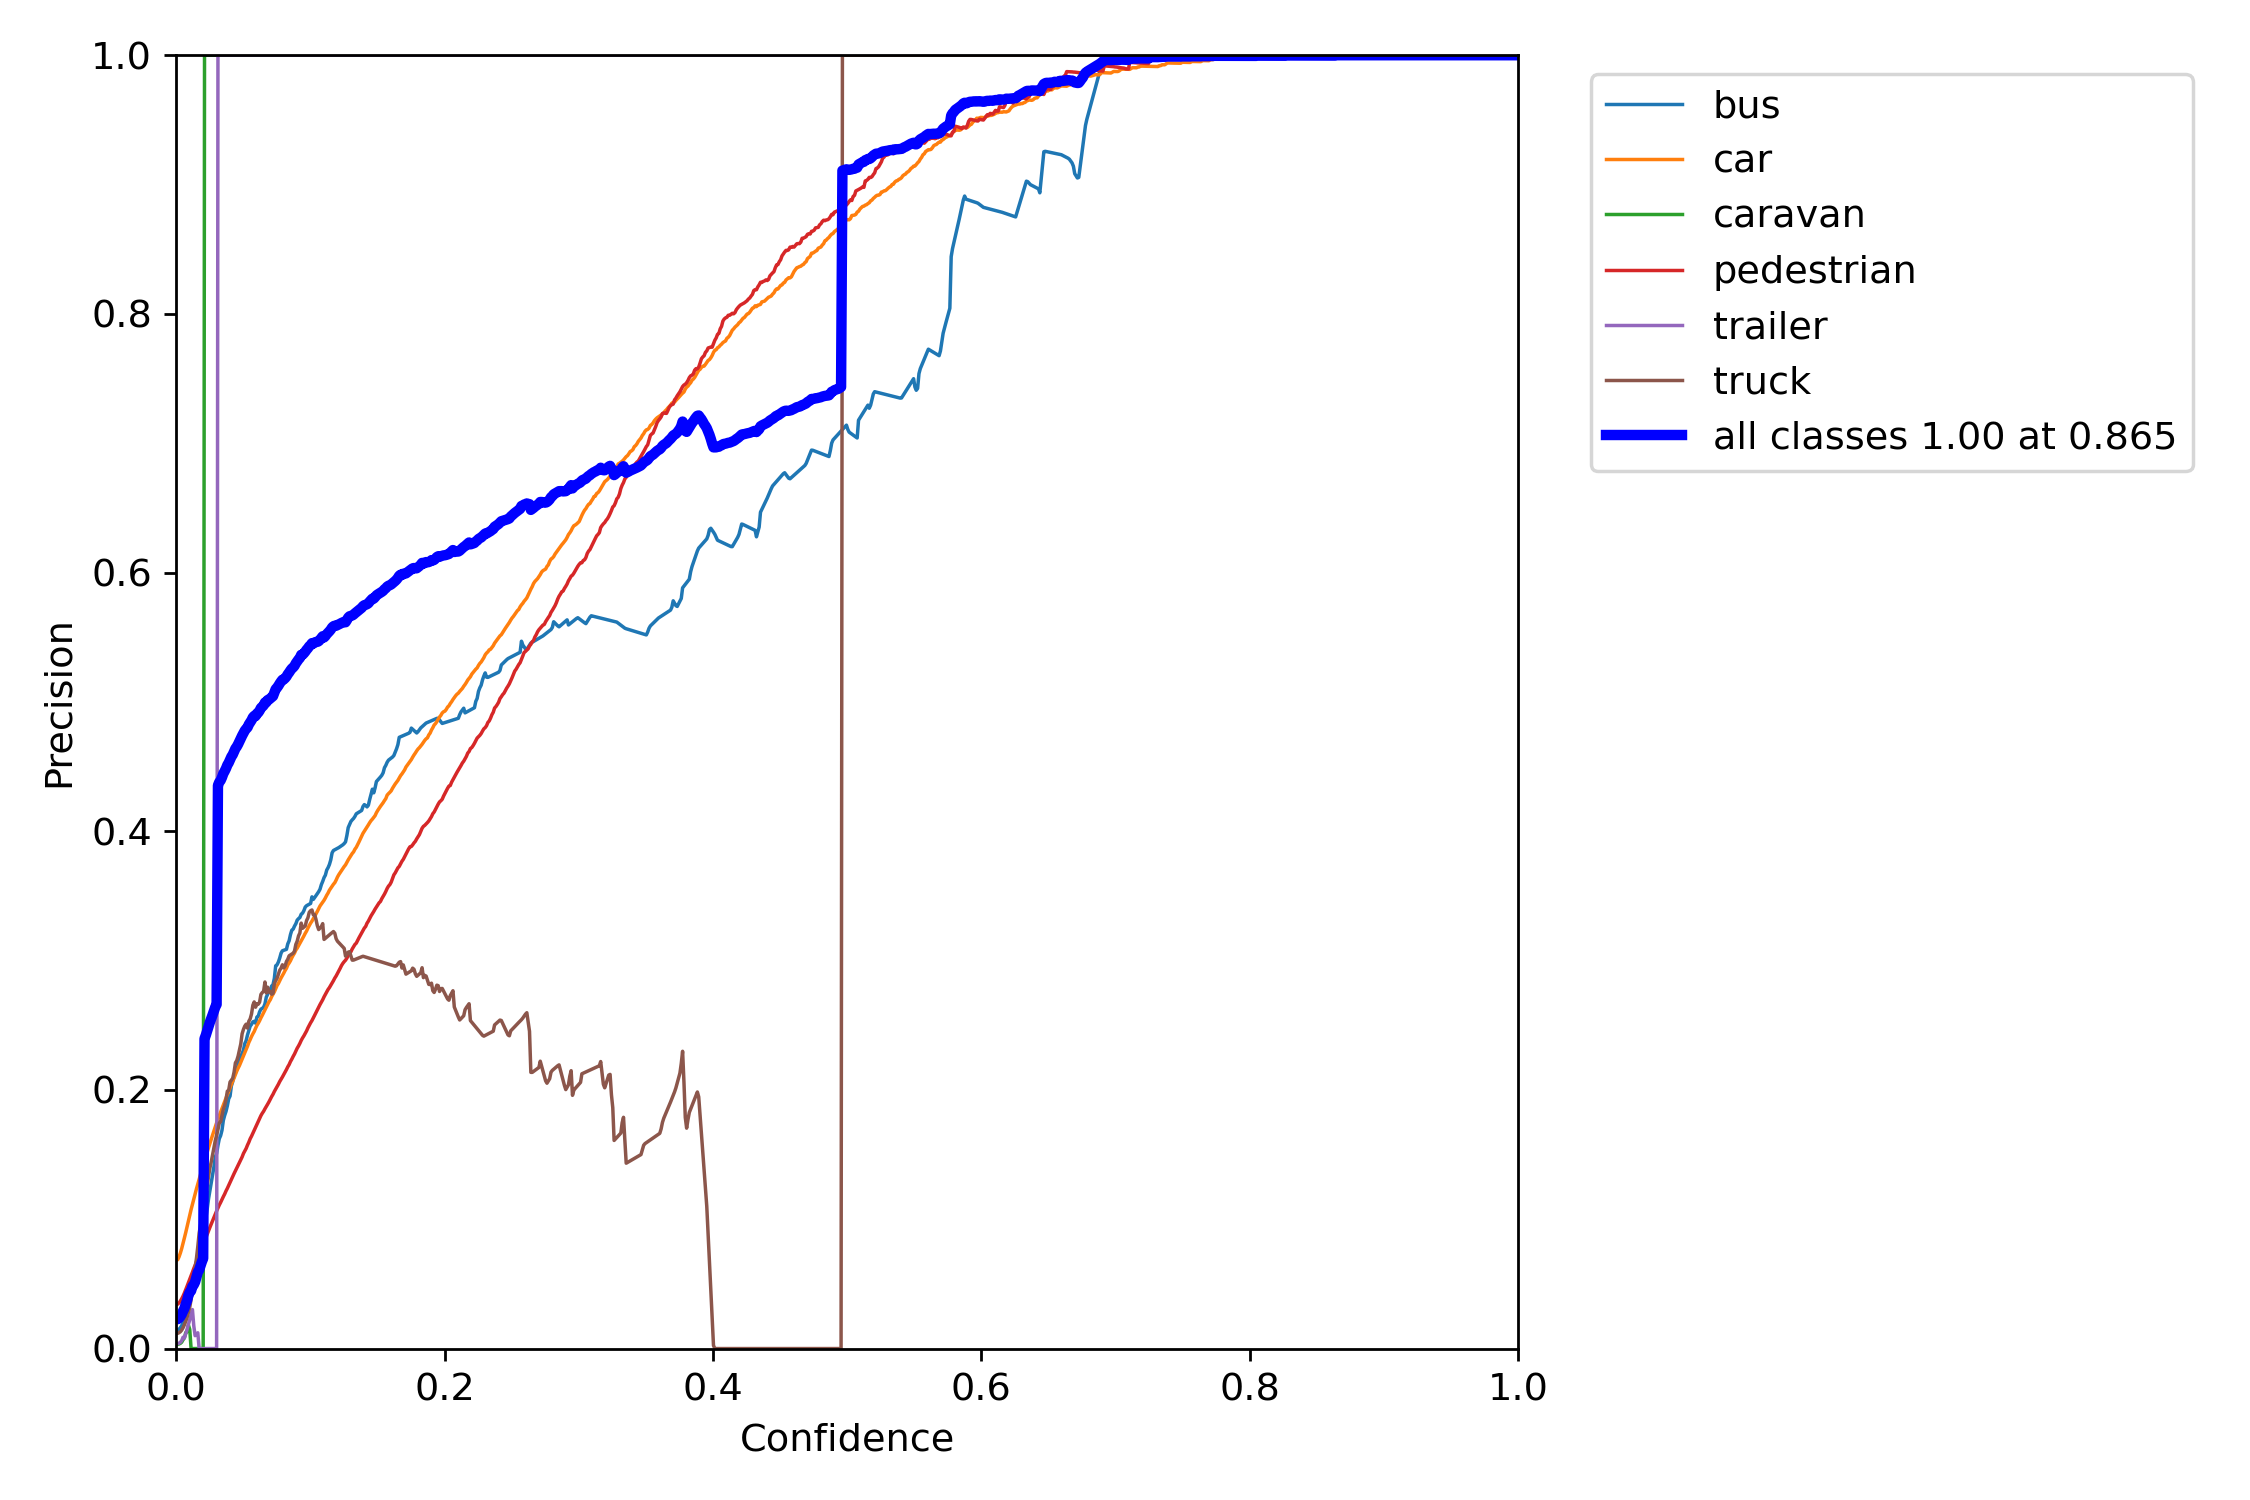 1.0
0.8
0.6
0.4
0.2
0.0
Precision
0.0 0.2 0.4 0.6 0.8 1.0
Confidence
bus
car
caravan
pedestrian
trailer
truck
all classes 1.00 at 0.865